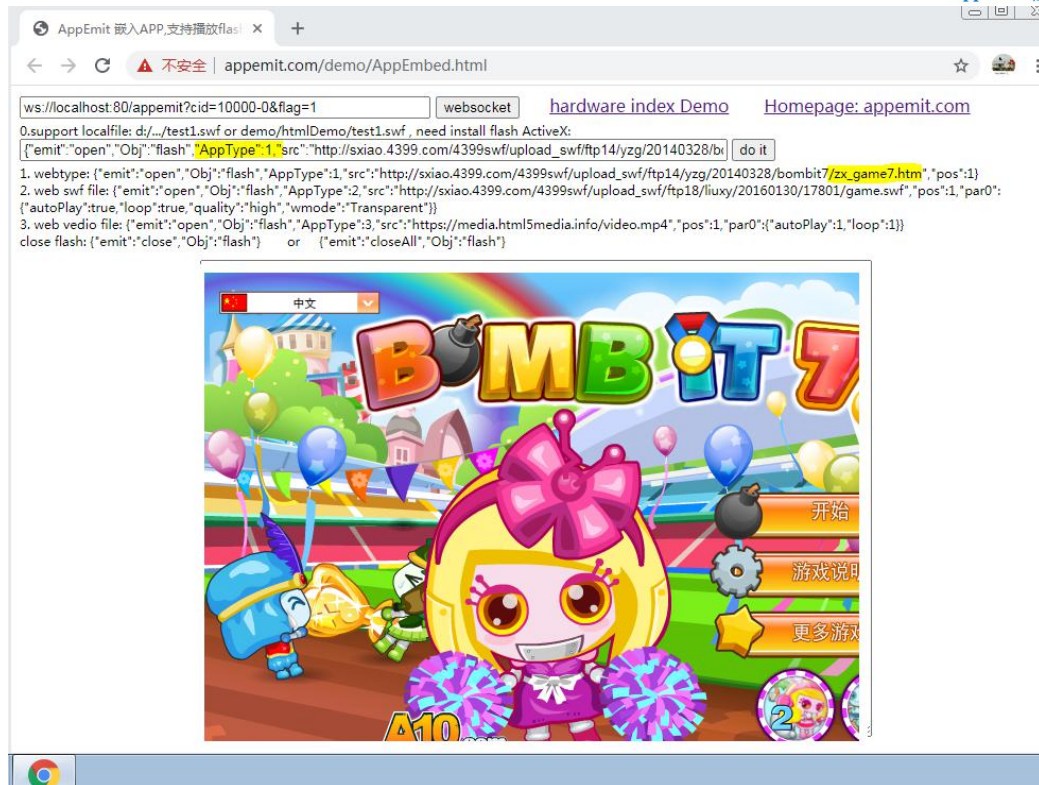 AppEmit 嵌入APP,支持播放flas
不安全 | appemit.com/demo/AppEmbed.html
ws://localhost:80/appemit?cid=10000-0&flag=1 websocket hardware index Demo Homepage: appemit.com
0.support localfile: d:/.../test1.swf or demo/htmlDemo/test1.swf , need install flash ActiveX:
{"emit":"open","Obj":"flash","AppType":1,"src":"http://sxiao.4399.com/4399swf/upload_swf/ftp14/yzg/20140328/bo do it
1. webtype: {"emit":"open","Obj":"flash","AppType":1,"src":"http://sxiao.4399.com/4399swf/upload_swf/ftp14/yzg/20140328/bombit7/zx_game7.htm","pos":1}
2. web swf file: {"emit":"open","Obj":"flash","AppType":2,"src":"http://sxiao.4399.com/4399swf/upload_swf/ftp18/liuxy/20160130/17801/game.swf","pos":1,"par0":
{"autoPlay":true,"loop":true,"quality":"high","wmode":"Transparent"}}
3. web vedio file: {"emit":"open","Obj":"flash","AppType":3,"src":"https://media.html5media.info/video.mp4","pos":1,"par0":{"autoPlay":1,"loop":1}}
close flash: {"emit":"close","Obj":"flash"} or {"emit":"closeAll","Obj":"flash"}
中文
BOMB IT 7
开始
游戏说明
更多游戏
2
A10.com